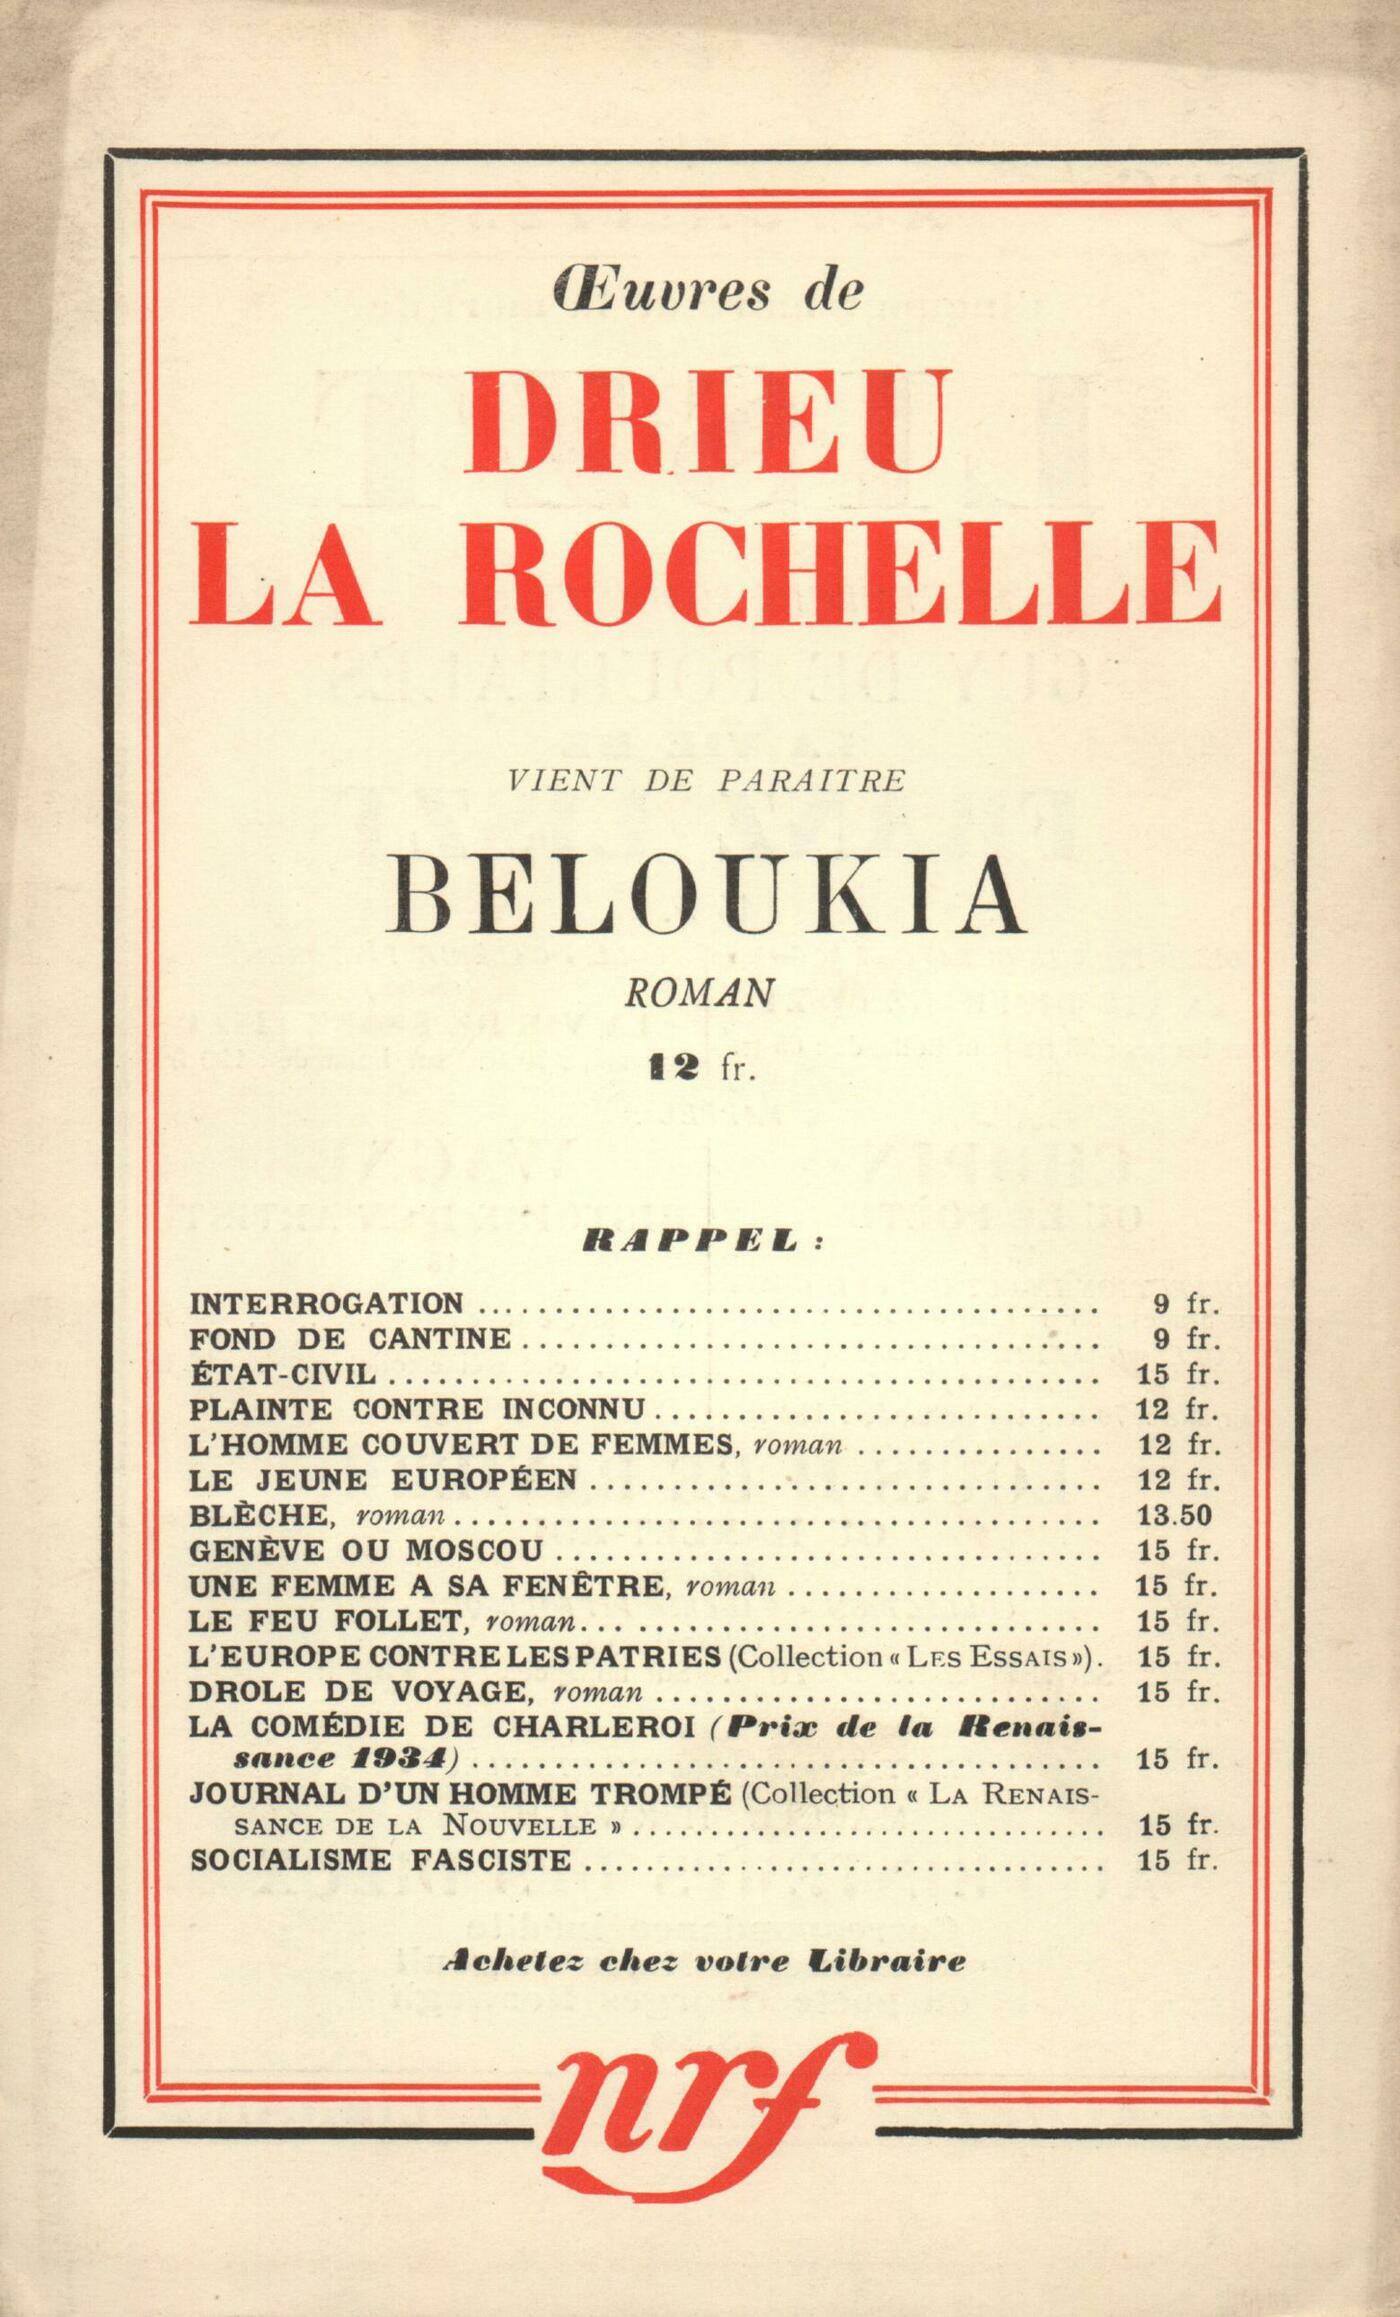 Œuvres de
DRIEU
LA ROCHELLE
VIENT DE PARAITRE
BELOUKIA
ROMAN
12 fr.
RAPPEL :
INTERROGATION ........................................ 9 fr.
FOND DE CANTINE ..................................... 9 fr.
ÉTAT-CIVIL ............................................. 15 fr.
PLAINTE CONTRE INCONNU ............................. 12 fr.
L'HOMME COUVERT DE FEMMES, roman ................ 12 fr.
LE JEUNE EUROPÉEN ................................. 12 fr.
BLÈCHE, roman .......................................... 13.50
GENÈVE OU MOSCOU ................................... 15 fr.
UNE FEMME A SA FENÊTRE, roman .................... 15 fr.
LE FEU FOLLET, roman ................................. 15 fr.
L'EUROPE CONTRE LES PATRIES (Collection « LES ESSAIS »). 15 fr.
DROLE DE VOYAGE, roman ............................. 15 fr.
LA COMÉDIE DE CHARLEROI (Prix de la Renais-
sance 1934) ......................................... 15 fr.
JOURNAL D'UN HOMME TROMPÉ (Collection « LA RENAIS-
SANCE DE LA NOUVELLE » ............................... 15 fr.
SOCIALISME FASCISTE .................................. 15 fr.
Achetez chez votre Libraire
nrf